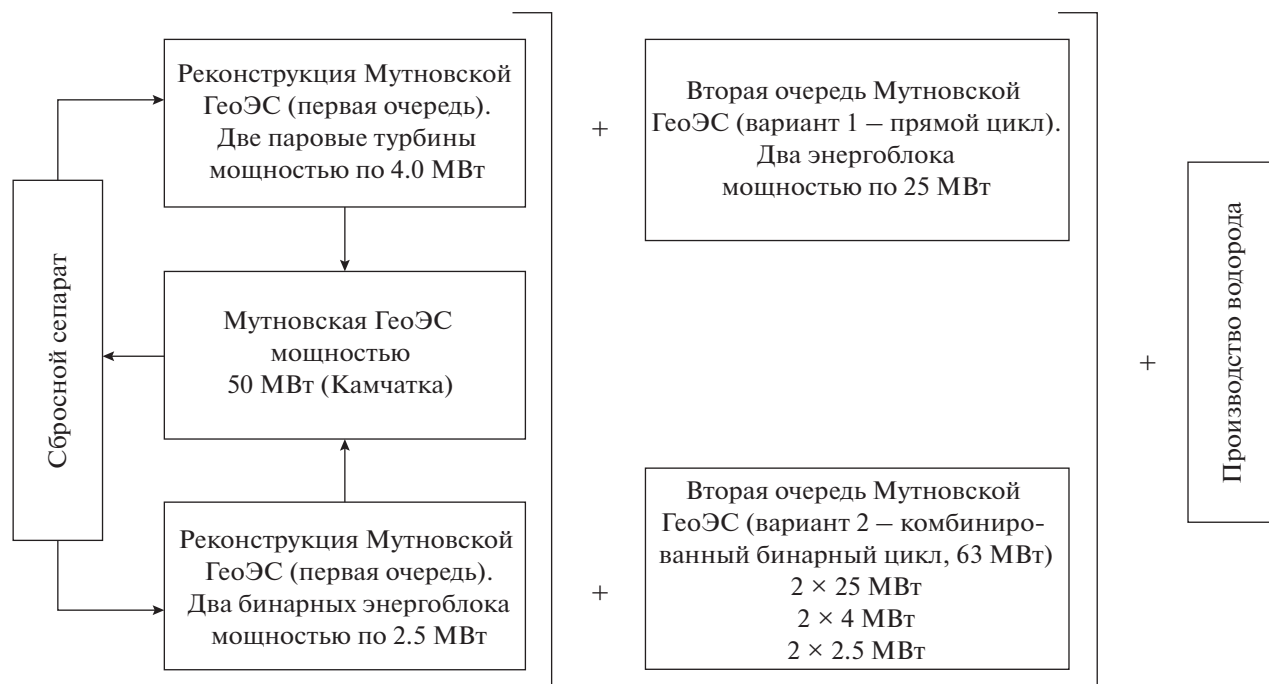 Сбросной сепарат
Реконструкция Мутновской
ГеоЭС (первая очередь).
Две паровые турбины
мощностью по 4.0 МВт
Мутновская ГеоЭС
мощностью
50 МВт (Камчатка)
Реконструкция Мутновской
ГеоЭС (первая очередь).
Два бинарных энергоблока
мощностью по 2.5 МВт
+
Вторая очередь Мутновской
ГеоЭС (вариант 1 – прямой цикл).
Два энергоблока
мощностью по 25 МВт
+
Вторая очередь Мутновской
ГеоЭС (вариант 2 – комбиниро-
ванный бинарный цикл, 63 МВт)
2 × 25 МВт
2 × 4 МВт
2 × 2.5 МВт
+
Производство водорода